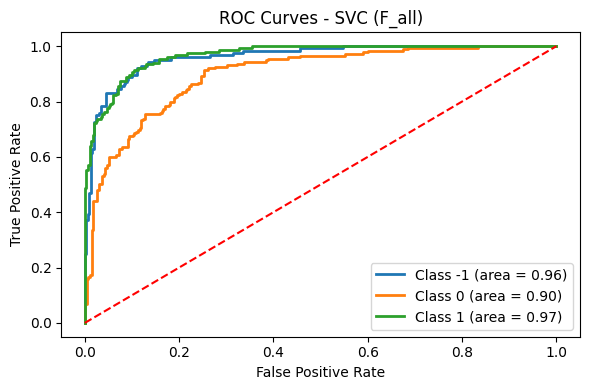 ROC Curves - SVC (F_all)
True Positive Rate
1.0
0.8
0.6
0.4
0.2
0.0
Class -1 (area = 0.96)
Class 0 (area = 0.90)
Class 1 (area = 0.97)
0.0 0.2 0.4 0.6 0.8 1.0
False Positive Rate